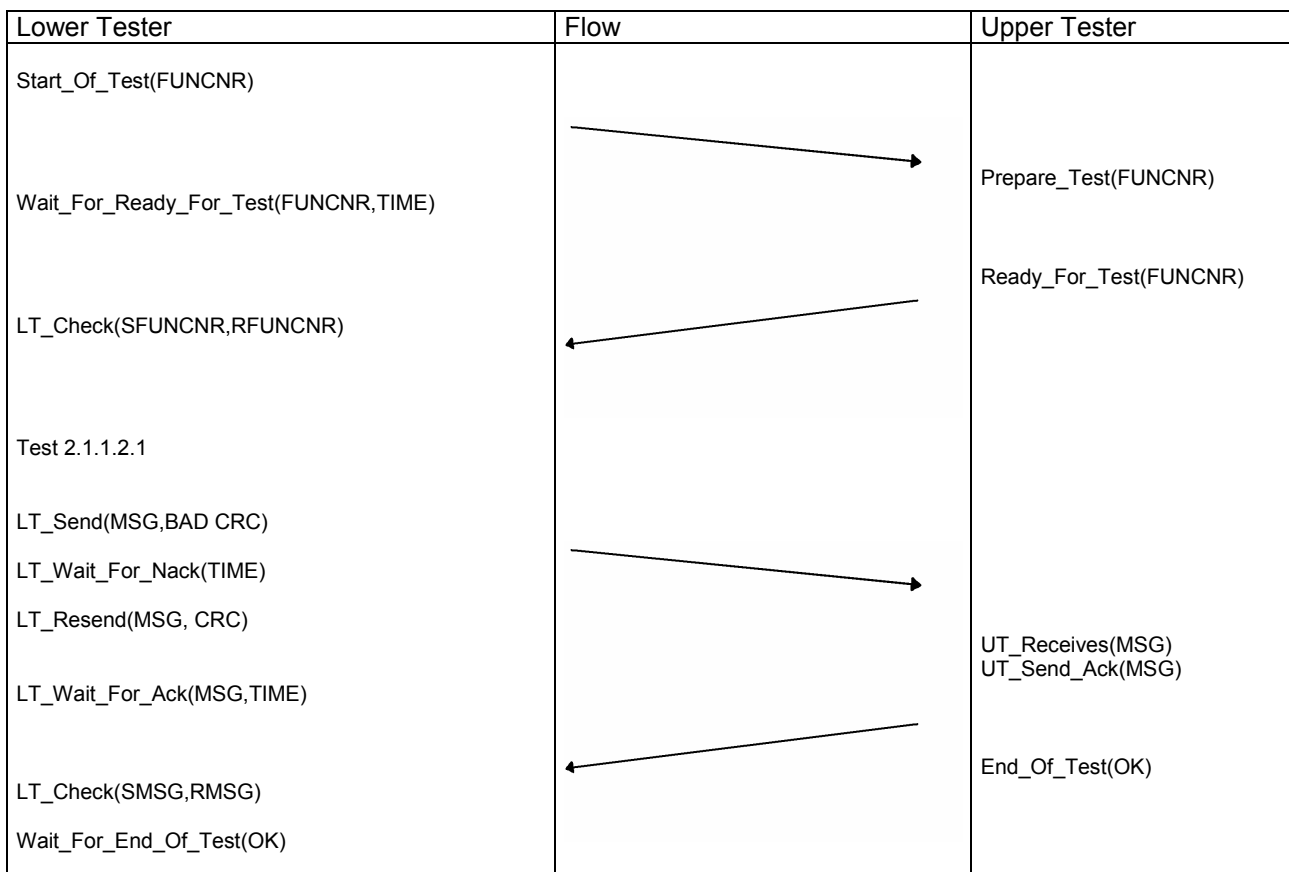 Lower Tester
Flow
Upper Tester
Start_Of_Test(FUNCNR)
Prepare_Test(FUNCNR)
Wait_For_Ready_For_Test(FUNCNR,TIME)
Ready_For_Test(FUNCNR)
LT_Check(SFUNCNR,RFUNCNR)
Test 2.1.1.2.1
LT_Send(MSG,BAD CRC)
LT_Wait_For_Nack(TIME)
LT_Resend(MSG, CRC)
UT_Receives(MSG)
UT_Send_Ack(MSG)
LT_Wait_For_Ack(MSG,TIME)
End_Of_Test(OK)
LT_Check(SMSG,RMSG)
Wait_For_End_Of_Test(OK)